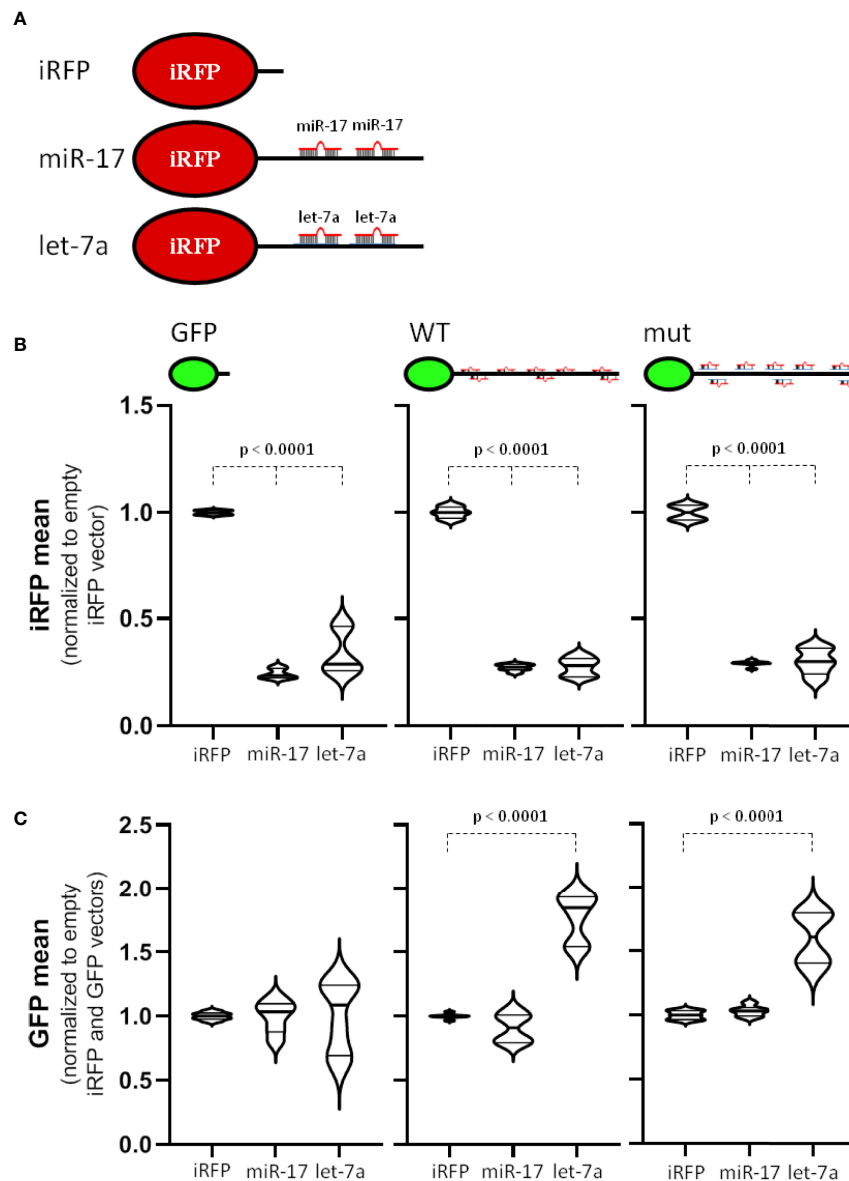 A
iRFP
iRFP
miR-17 miR-17
miR-17
iRFP
let-7a let-7a
let-7a
iRFP
B
GFP
WT
mut
iRFP mean
(normalized to empty
iRFP vector)
1.5
1.0
0.5
0.0
p < 0.0001
p < 0.0001
p < 0.0001
iRFP miR-17 let-7a
iRFP miR-17 let-7a
iRFP miR-17 let-7a
C
GFP mean
(normalized to empty
iRFP and GFP vectors)
2.5
2.0
1.5
1.0
0.5
0.0
p < 0.0001
p < 0.0001
iRFP miR-17 let-7a
iRFP miR-17 let-7a
iRFP miR-17 let-7a